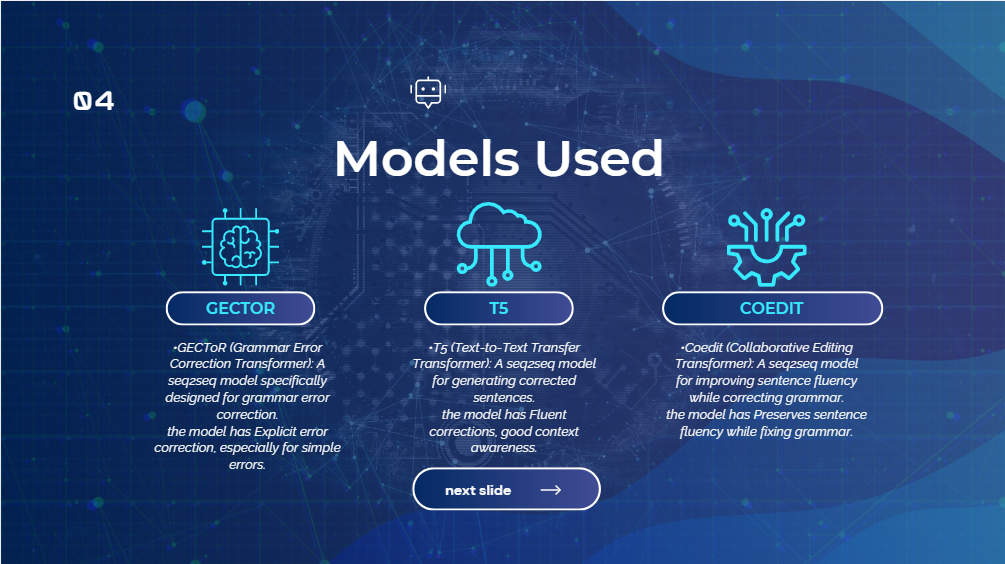 04
Models Used
GECTOR
•GECToR (Grammar Error
Correction Transformer): A
seq2seq model specifically
designed for grammar error
correction.
the model has Explicit error
correction, especially for simple
errors.
T5
•T5 (Text-to-Text Transfer
Transformer): A seq2seq model
for generating corrected
sentences.
the model has Fluent
corrections, good context
awareness.
COEDIT
•Coedit (Collaborative Editing
Transformer): A seq2seq model
for improving sentence fluency
while correcting grammar.
the model has Preserves sentence
fluency while fixing grammar.
next slide